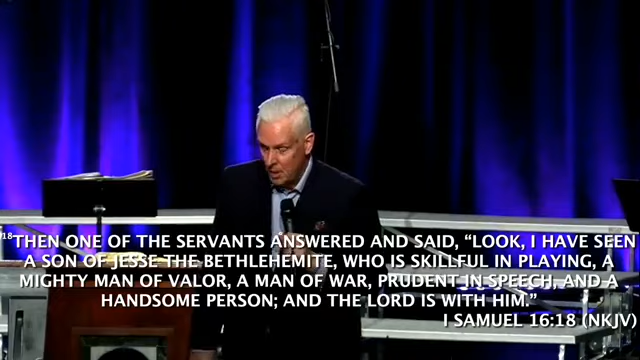 18THEN ONE OF THE SERVANTS ANSWERED AND SAID, “LOOK, I HAVE SEEN
A SON OF JESSE THE BETHLEHEMITE, WHO IS SKILLFUL IN PLAYING, A
MIGHTY MAN OF VALOR, A MAN OF WAR, PRUDENT IN SPEECH, AND A
HANDSOME PERSON; AND THE LORD IS WITH HIM.”
I SAMUEL 16:18 (NKJV)